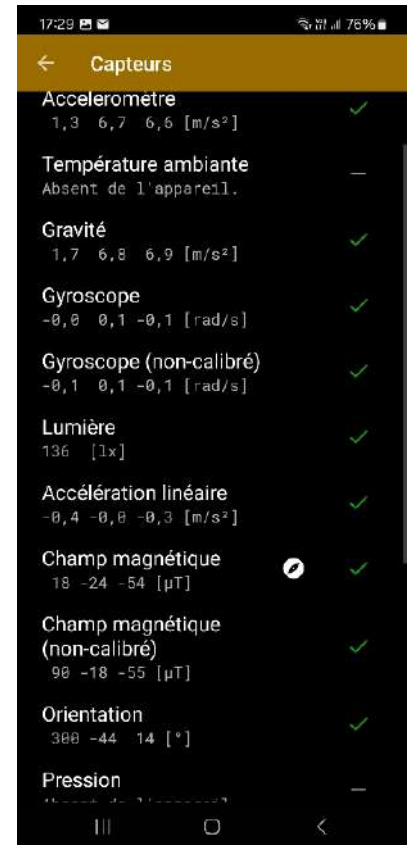 17:29 76%
Capteurs
Accéléromètre
1,3 6,7 6,6 [m/s²]
Température ambiante
Absent de l'appareil.
Gravité
1,7 6,8 6,9 [m/s²]
Gyroscope
-0,0 0,1 -0,1 [rad/s]
Gyroscope (non-calibré)
-0,1 0,1 -0,1 [rad/s]
Lumière
136 [lx]
Accélération linéaire
-0,4 -0,0 -0,3 [m/s²]
Champ magnétique
18 -24 -54 [µT]
Champ magnétique
(non-calibré)
90 -18 -55 [µT]
Orientation
300 -44 14 [°]
Pression